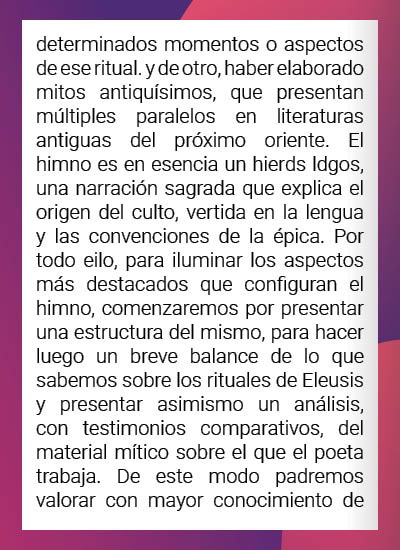 determinados momentos o aspectos
de ese ritual. y de otro, haber elaborado
mitos antiquísimos, que presentan
múltiples paralelos en literaturas
antiguas del próximo oriente. El
himno es en esencia un hierds ldgos,
una narración sagrada que explica el
origen del culto, vertida en la lengua
y las convenciones de la épica. Por
todo eilo, para iluminar los aspectos
más destacados que configuran el
himno, comenzaremos por presentar
una estructura del mismo, para hacer
luego un breve balance de lo que
sabemos sobre los rituales de Eleusis
y presentar asimismo un análisis,
con testimonios comparativos, del
material mítico sobre el que el poeta
trabaja. De este modo padremos
valorar con mayor conocimiento de